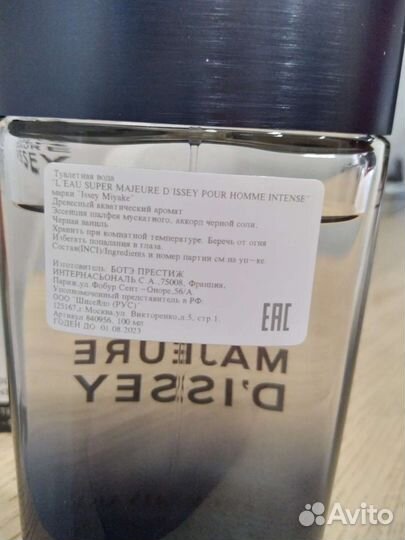 Туалетная вода
"L'EAU SUPER MAJEURE D ISSEY POUR HOMME INTENSE"
марки "Issey Miyake"
Древесный акватический аромат
Эссенция шалфея мускатного, аккорд черной соли,
Черная ваниль
Хранить при комнатной температуре. Беречь от огня
Избегать попалания в глаза.
Состав(INCI)/Ingredients и номер партии см на уп-ке
Изготовитель: БОТЭ ПРЕСТИЖ
ИНТЕРНАСЬОНАЛЬ С.А.,75008, Франция,
Париж,ул.Фобур Сент-Оноре,56/А.
Уполномоченный представитель в РФ:
ООО "Шисейдо (РУС)"
125167,г.Москва,ул. Викторенко,д.5, стр.1.
Артикул 840956, 100 мл
ГОДЕН ДО 01.08.2023
EAC
MAJEURE
D'ISSEY
Avito